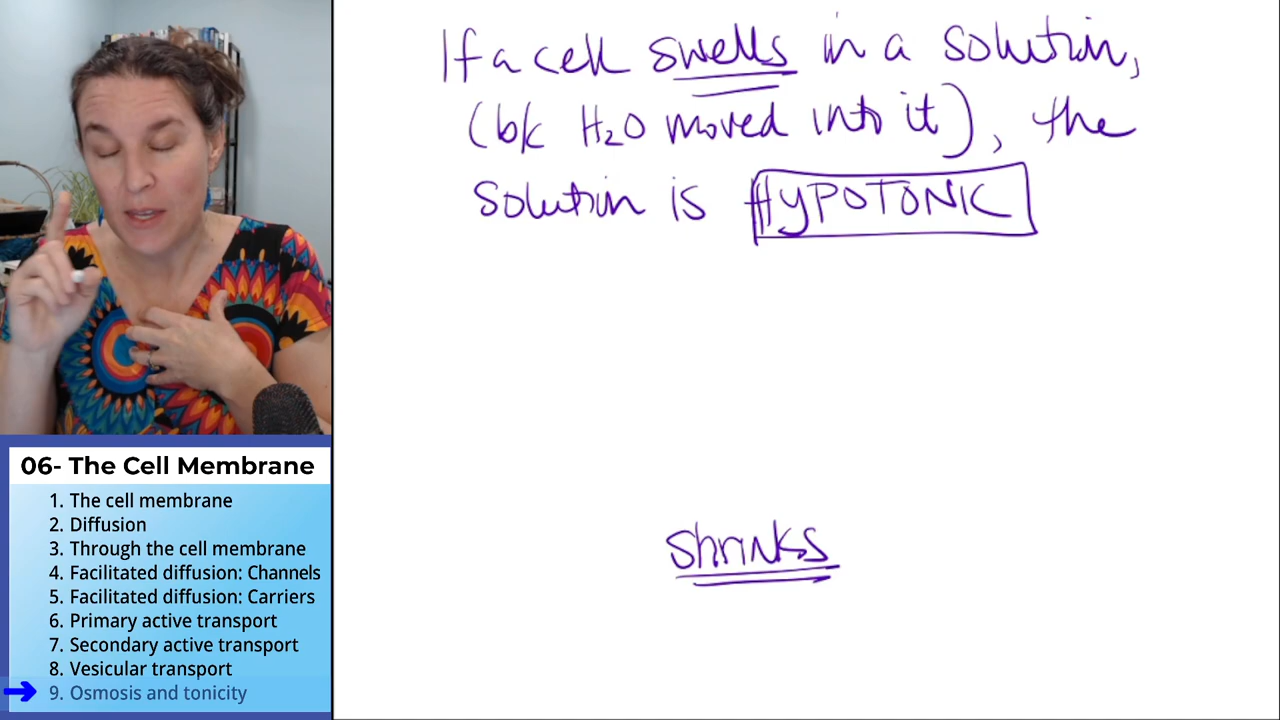 If a cell swells in a solution,
(b/c H₂O moved into it), the
solution is HYPOTONIC
shrinks
06- The Cell Membrane
1. The cell membrane
2. Diffusion
3. Through the cell membrane
4. Facilitated diffusion: Channels
5. Facilitated diffusion: Carriers
6. Primary active transport
7. Secondary active transport
8. Vesicular transport
9. Osmosis and tonicity